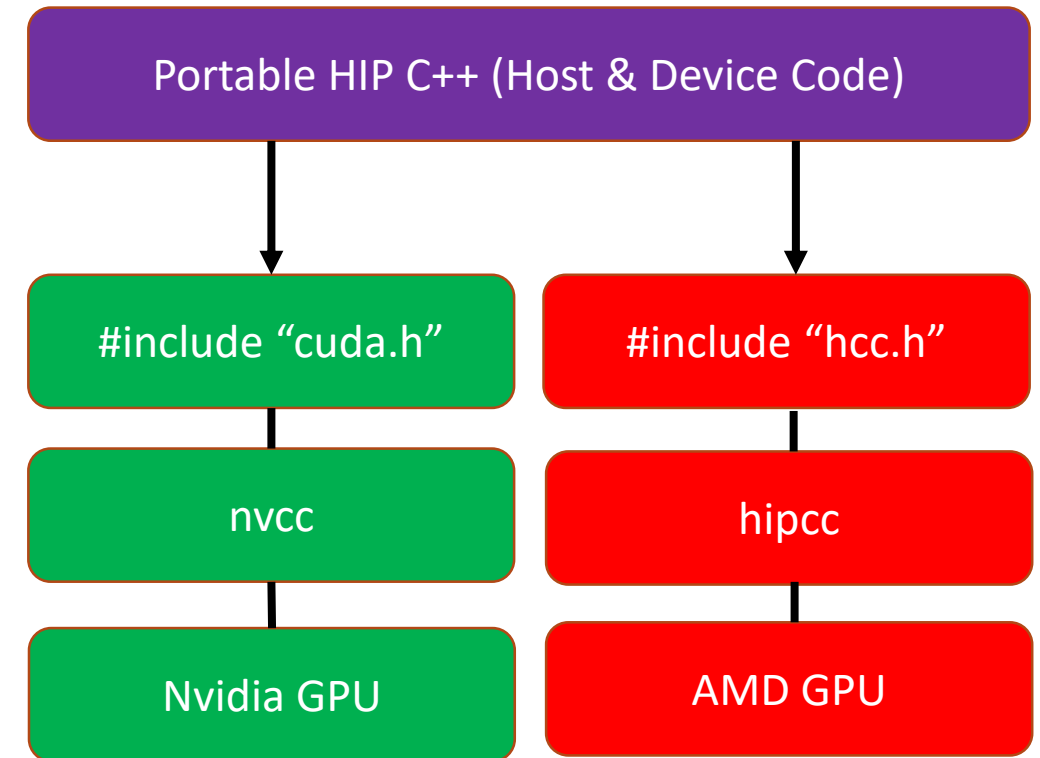 Portable HIP C++ (Host & Device Code)
#include “cuda.h”
#include “hcc.h”
nvcc
hipcc
Nvidia GPU
AMD GPU